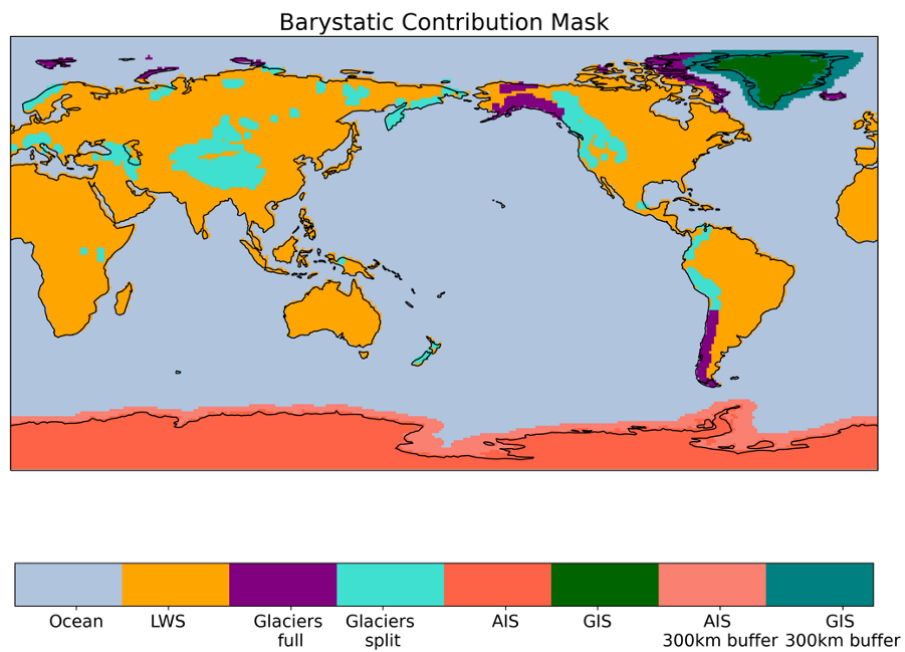 Barystatic Contribution Mask
Ocean LWS Glaciers Glaciers AIS GIS AIS GIS
full split 300km buffer 300km buffer